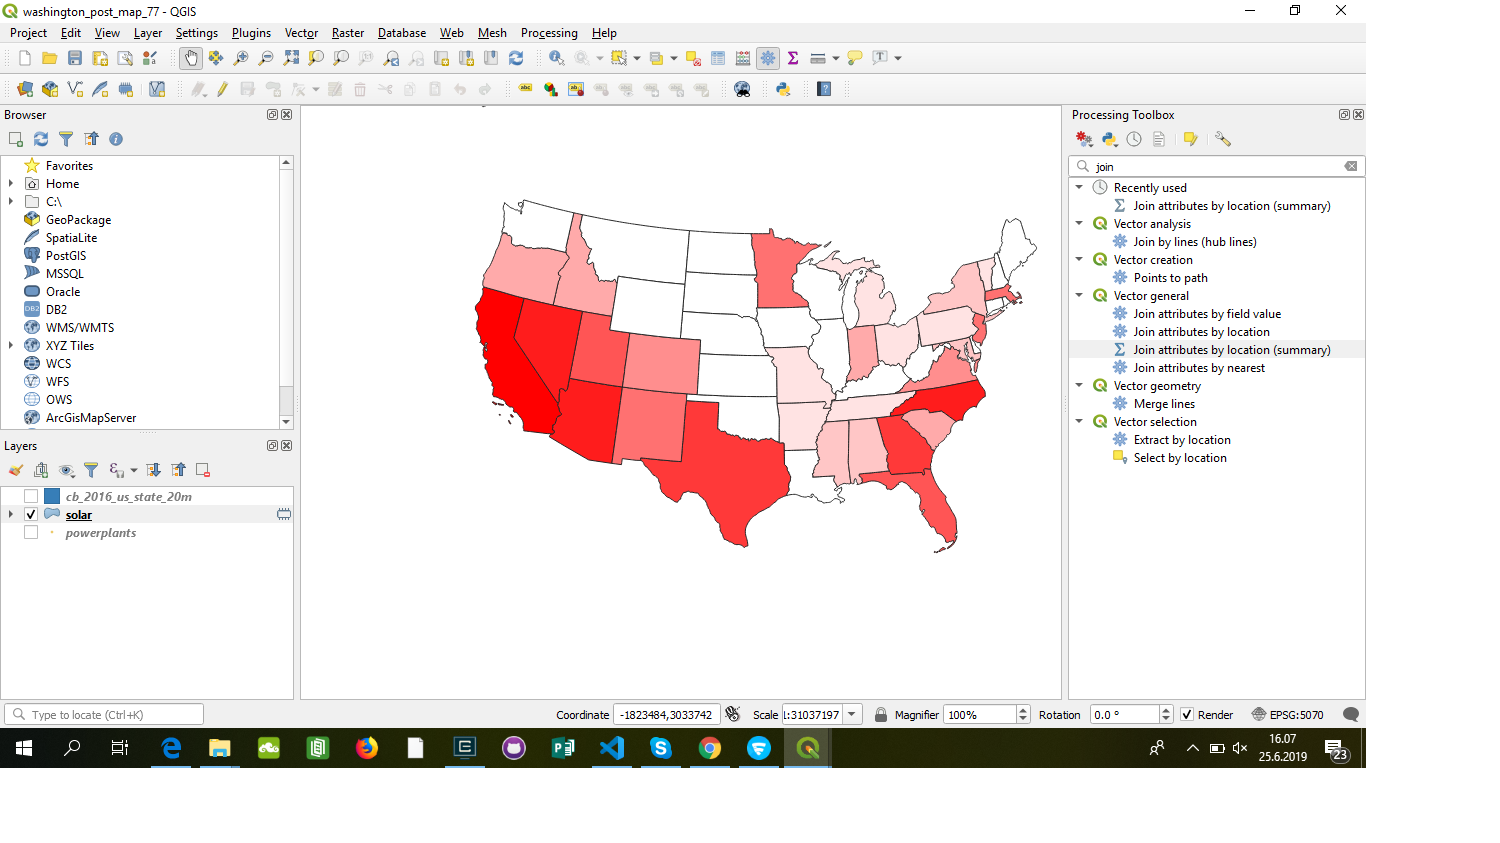 washington_post_map_77 - QGIS
Project Edit View Layer Settings Plugins Vector Raster Database Web Mesh Processing Help
Browser
Favorites
Home
C:\
GeoPackage
SpatiaLite
PostGIS
MSSQL
Oracle
DB2
WMS/WMTS
XYZ Tiles
WCS
WFS
OWS
ArcGisMapServer
Layers
cb_2016_us_state_20m
solar
powerplants
Processing Toolbox
join
Recently used
Join attributes by location (summary)
Vector analysis
Join by lines (hub lines)
Vector creation
Points to path
Vector general
Join attributes by field value
Join attributes by location
Join attributes by location (summary)
Join attributes by nearest
Vector geometry
Merge lines
Vector selection
Extract by location
Select by location
Type to locate (Ctrl+K)
Coordinate -1823484,3033742 Scale 1:31037197 Magnifier 100% Rotation 0.0 ° Render EPSG:5070
16.07
25.6.2019
23